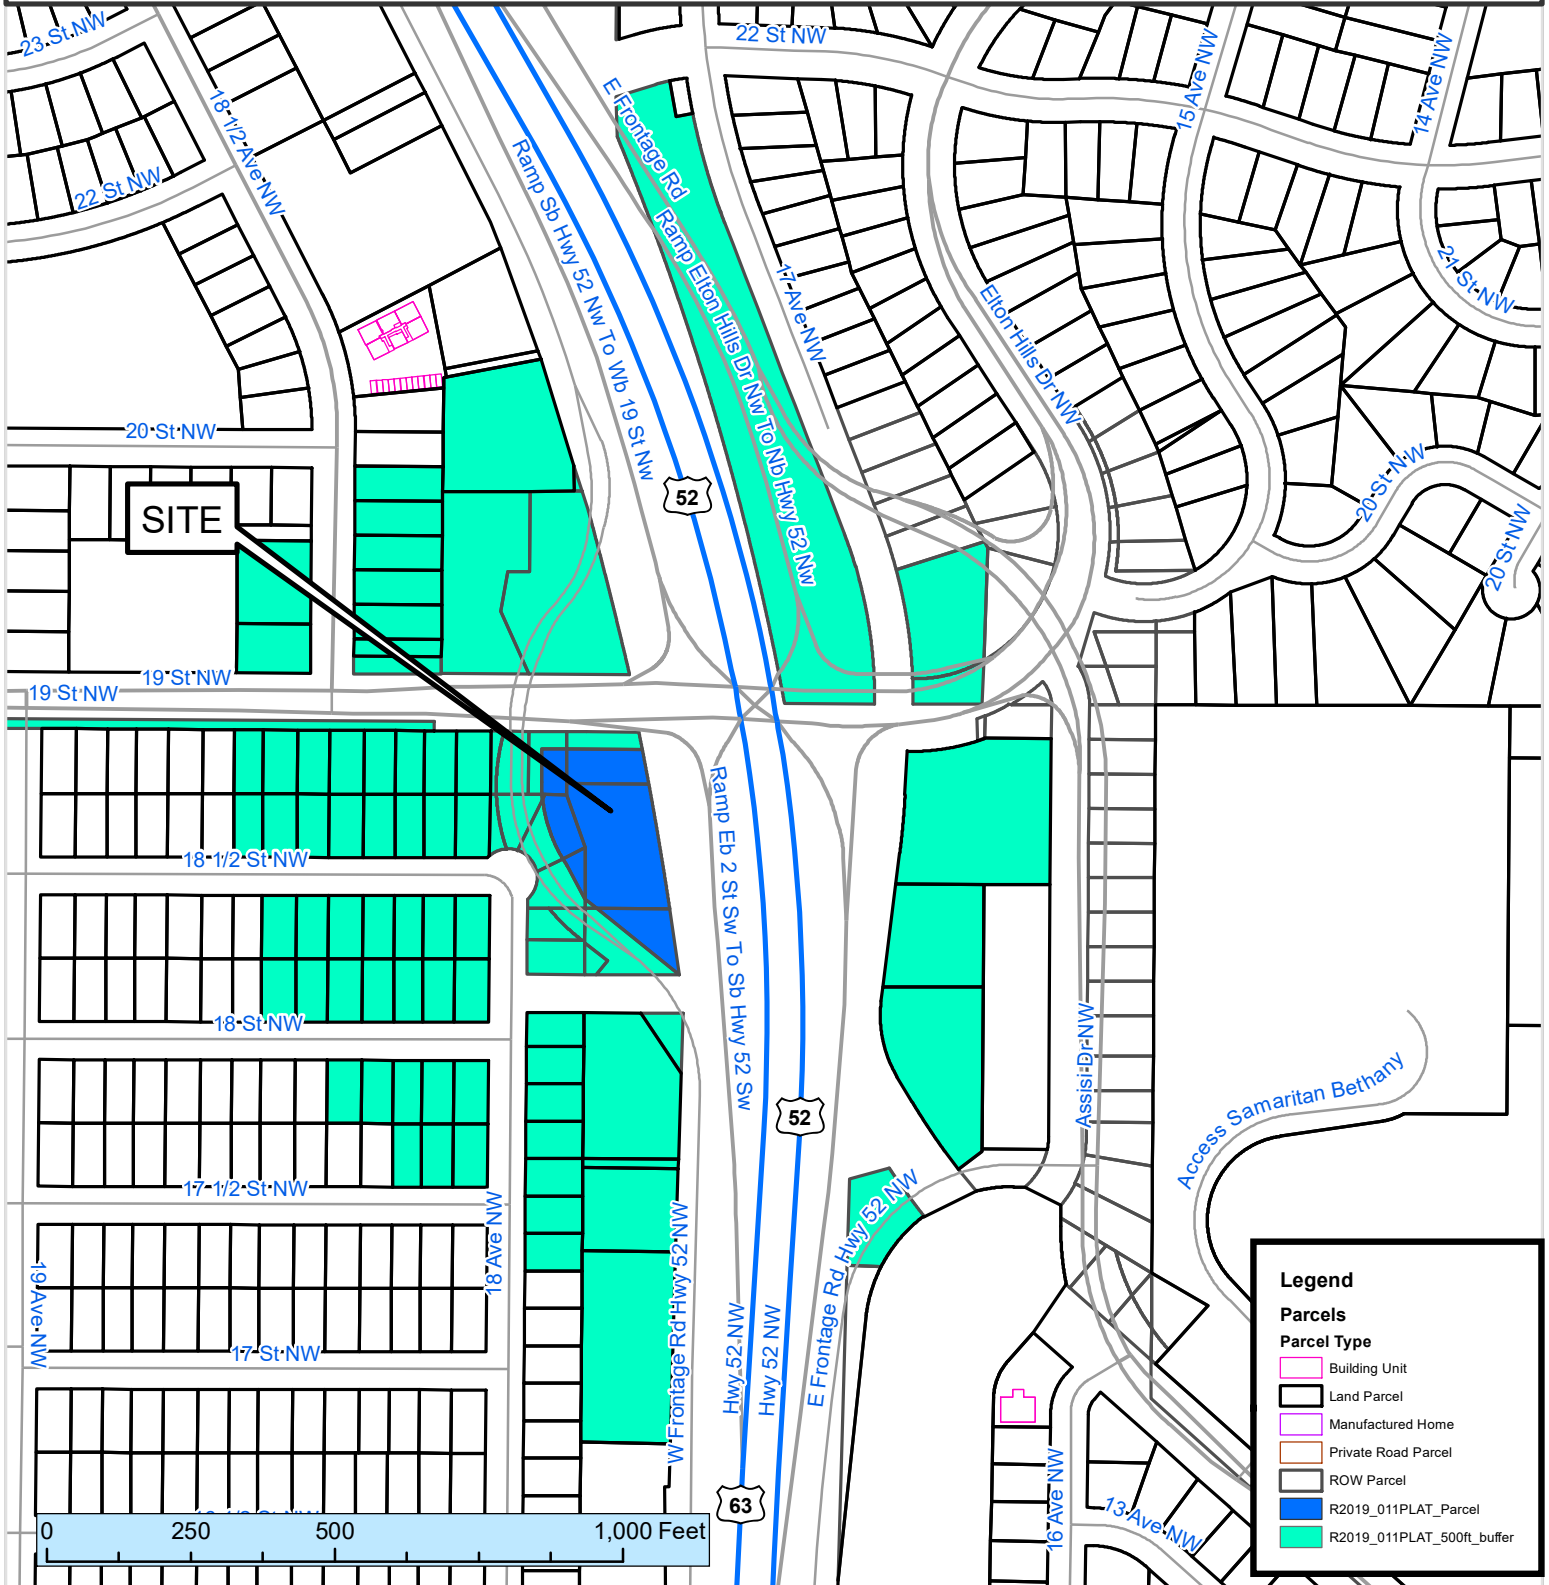 23 St NW
22 St NW
15 Ave NW
14 Ave NW
18 1/2 Ave NW
E Frontage Rd
22 St NW
Ramp Sb Hwy 52 Nw To Wb 19 St Nw
Ramp Elton Hills Dr Nw To Nb Hwy 52 Nw
17 Ave NW
Elton Hills Dr NW
21 St NW
20 St NW
52
20 St NW
20 St NW
SITE
19 St NW
19 St NW
Ramp Eb 2 St Sw To Sb Hwy 52 Sw
18 1/2 St NW
18 St NW
Assisi Dr NW
Access Samaritan Bethany
52
17 1/2 St NW
18 Ave NW
W Frontage Rd Hwy 52 NW
E Frontage Rd Hwy 52 NW
19 Ave NW
Hwy 52 NW
Hwy 52 NW
17 St NW
63
16 Ave NW
13 Ave NW
0 250 500 1,000 Feet
Legend
Parcels
Parcel Type
Building Unit
Land Parcel
Manufactured Home
Private Road Parcel
ROW Parcel
R2019_011PLAT_Parcel
R2019_011PLAT_500ft_buffer